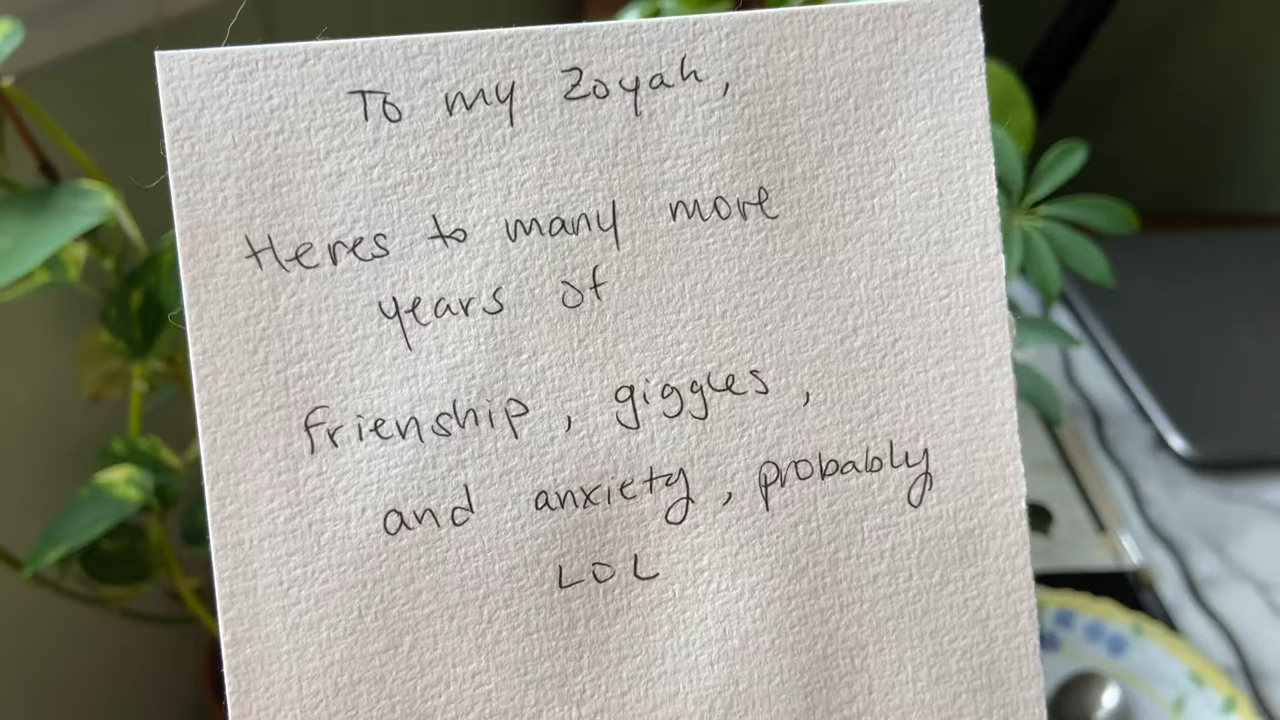 To my Zoyah,
Heres to many more
years of
frienship, giggles,
and anxiety, probably
LOL